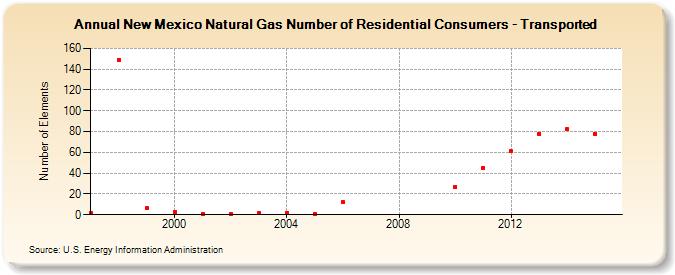 Annual New Mexico Natural Gas Number of Residential Consumers - Transported
Number of Elements
160
140
120
100
80
60
40
20
0
2000 2004 2008 2012
Source: U.S. Energy Information Administration